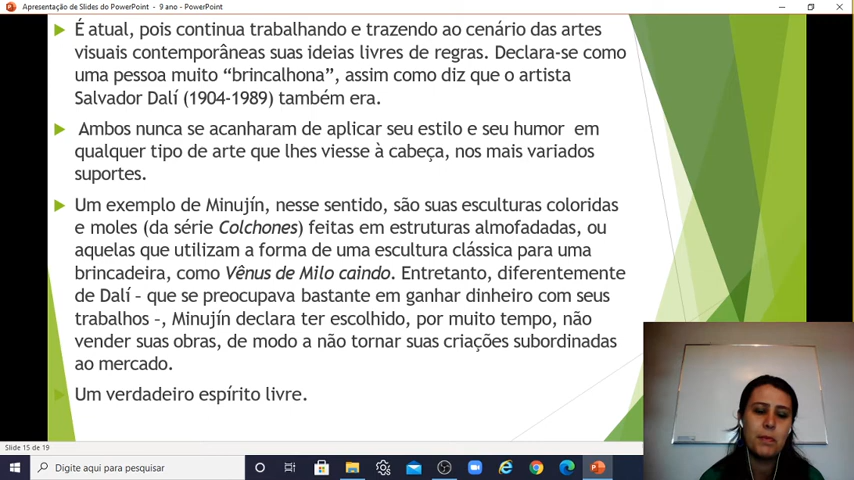 Apresentação de Slides do PowerPoint - 9 ano - PowerPoint
É atual, pois continua trabalhando e trazendo ao cenário das artes
visuais contemporâneas suas ideias livres de regras. Declara-se como
uma pessoa muito “brincalhona”, assim como diz que o artista
Salvador Dalí (1904-1989) também era.
Ambos nunca se acanharam de aplicar seu estilo e seu humor em
qualquer tipo de arte que lhes viesse à cabeça, nos mais variados
suportes.
Um exemplo de Minujín, nesse sentido, são suas esculturas coloridas
e moles (da série Colchones) feitas em estruturas almofadadas, ou
aquelas que utilizam a forma de uma escultura clássica para uma
brincadeira, como Vênus de Milo caindo. Entretanto, diferentemente
de Dalí – que se preocupava bastante em ganhar dinheiro com seus
trabalhos –, Minujín declara ter escolhido, por muito tempo, não
vender suas obras, de modo a não tornar suas criações subordinadas
ao mercado.
Um verdadeiro espírito livre.
Slide 15 de 19
Digite aqui para pesquisar